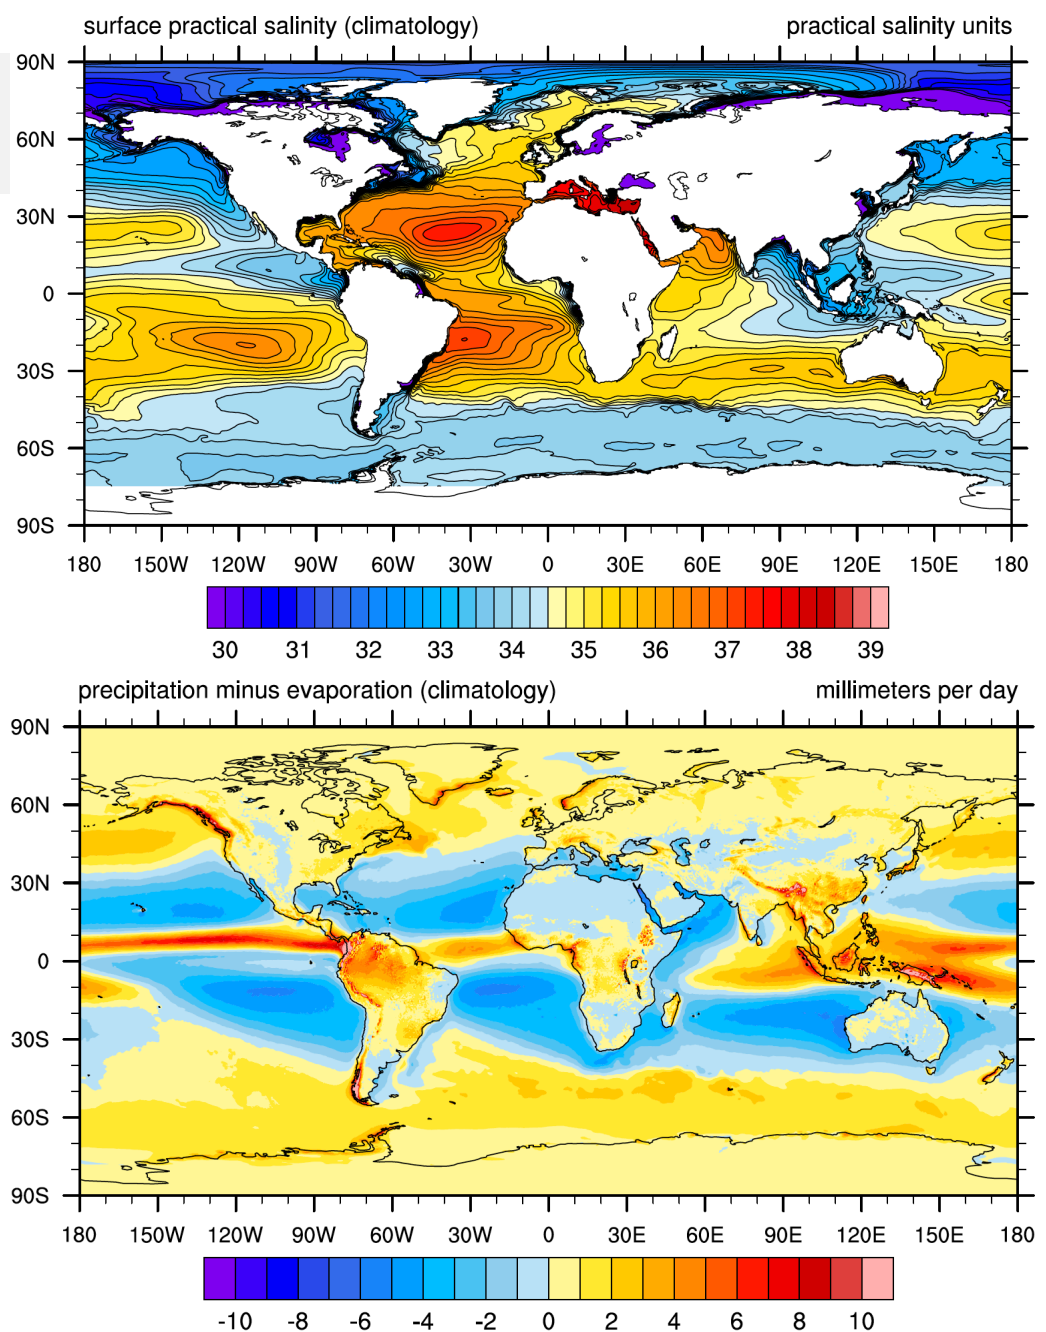 surface practical salinity (climatology) practical salinity units
90N
60N
30N
0
30S
60S
90S
180 150W 120W 90W 60W 30W 0 30E 60E 90E 120E 150E 180
30 31 32 33 34 35 36 37 38 39
precipitation minus evaporation (climatology) millimeters per day
90N
60N
30N
0
30S
60S
90S
180 150W 120W 90W 60W 30W 0 30E 60E 90E 120E 150E 180
-10 -8 -6 -4 -2 0 2 4 6 8 10